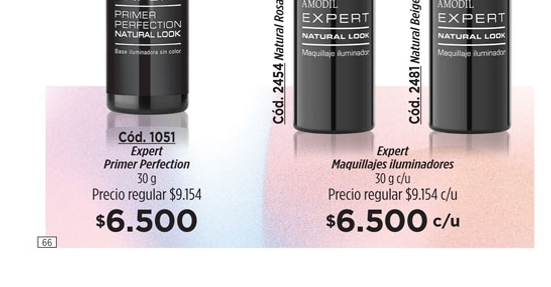 PRIMER
PERFECTION
NATURAL LOOK
Base iluminadora sin color
Cód. 2454 Natural Rosa
AMODIL
EXPERT
NATURAL LOOK
Maquillaje iluminador
Cód. 2481 Natural Beige
AMODIL
EXPERT
NATURAL LOOK
Maquillaje iluminador
Cód. 1051
Expert
Primer Perfection
30 g
Precio regular $9.154
$6.500
Expert
Maquillajes iluminadores
30 g c/u
Precio regular $9.154 c/u
$6.500 c/u
66